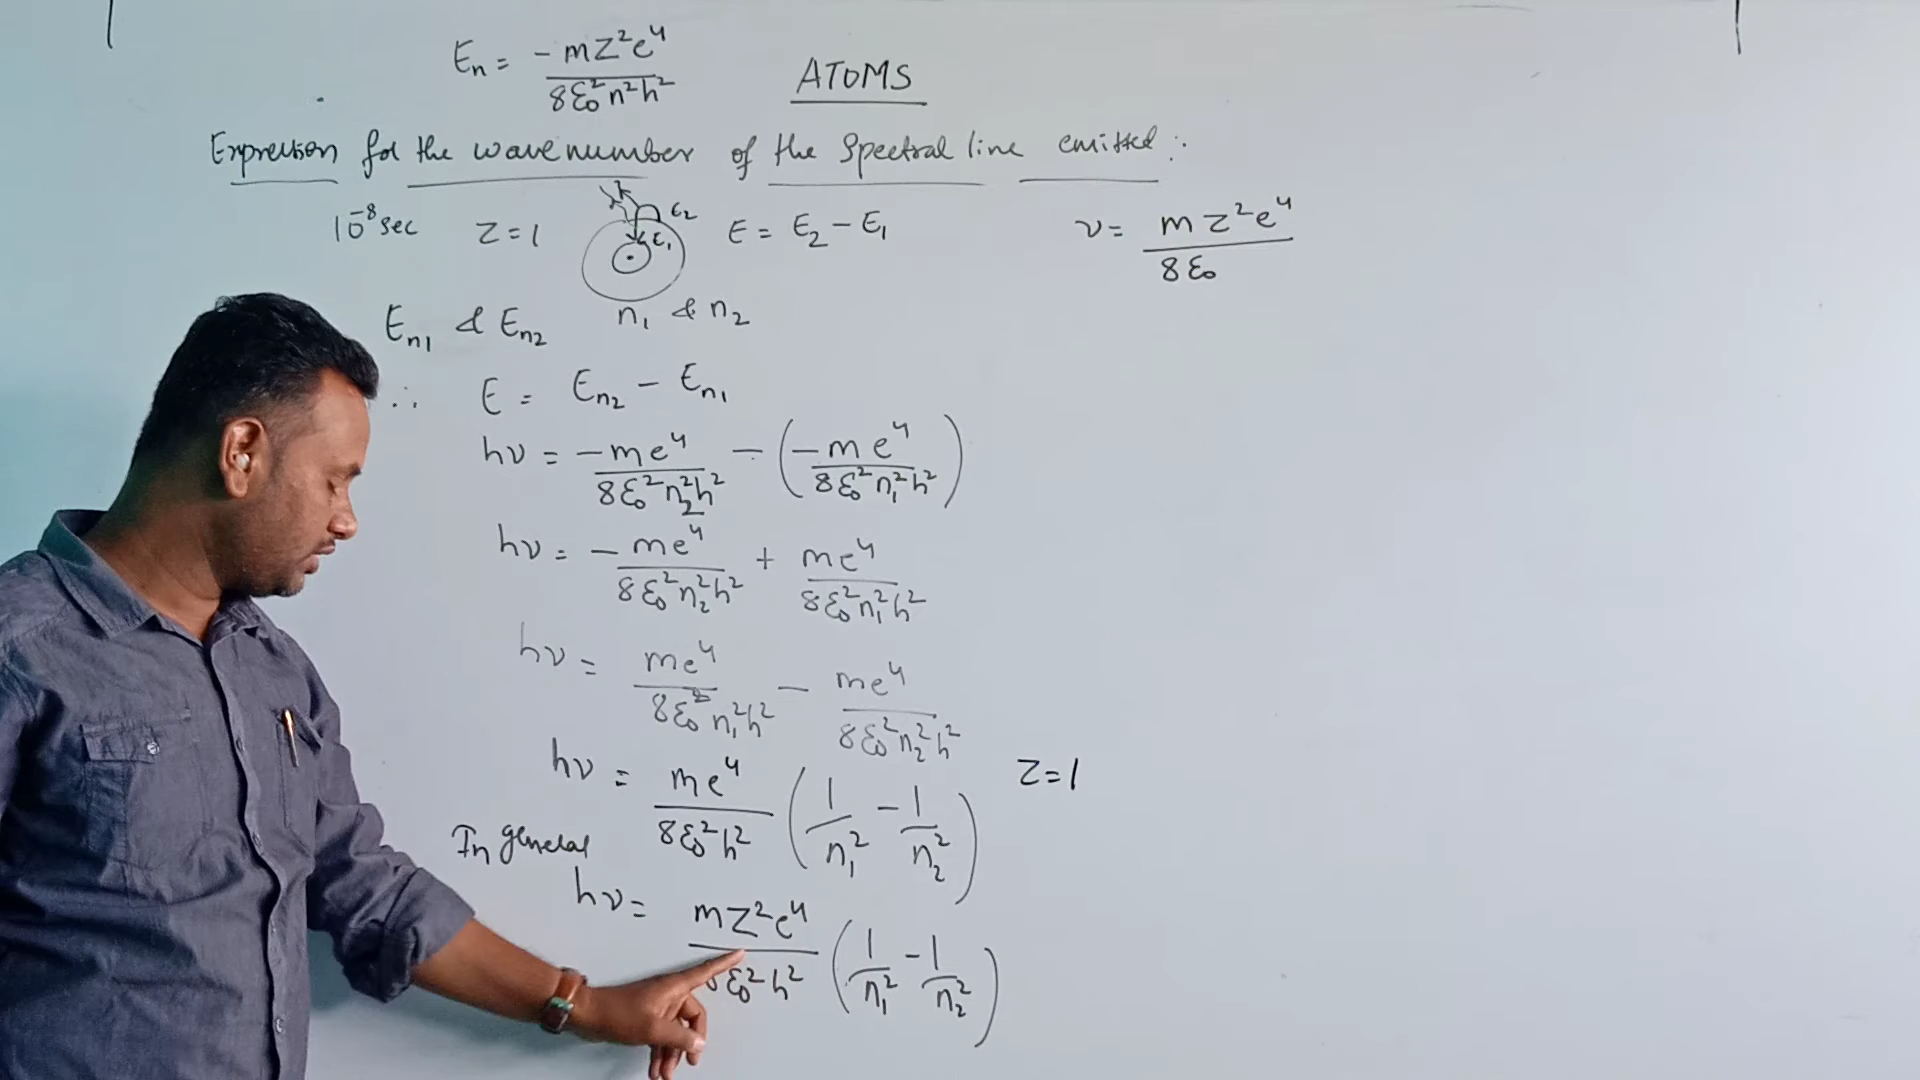 Eₙ = -mZ²e⁴ / 8ε₀²n²h²
ATOMS
Expression for the wavenumber of the Spectral line emitted :
10⁻⁸ sec Z=1 E₂ E₁ E = E₂ - E₁
Eₙ₁ & Eₙ₂ n₁ & n₂
∴ E = Eₙ₂ - Eₙ₁
hν = -me⁴ / 8ε₀²n₂²h² - (-me⁴ / 8ε₀²n₁²h²)
hν = - me⁴ / 8ε₀²n₂²h² + me⁴ / 8ε₀²n₁²h²
hν = me⁴ / 8ε₀²n₁²h² - me⁴ / 8ε₀²n₂²h²
hν = me⁴ / 8ε₀²h² (1/n₁² - 1/n₂²) Z=1
In general
hν = mZ²e⁴ / 8ε₀²h² (1/n₁² - 1/n₂²)
ν = mZ²e⁴ / 8ε₀